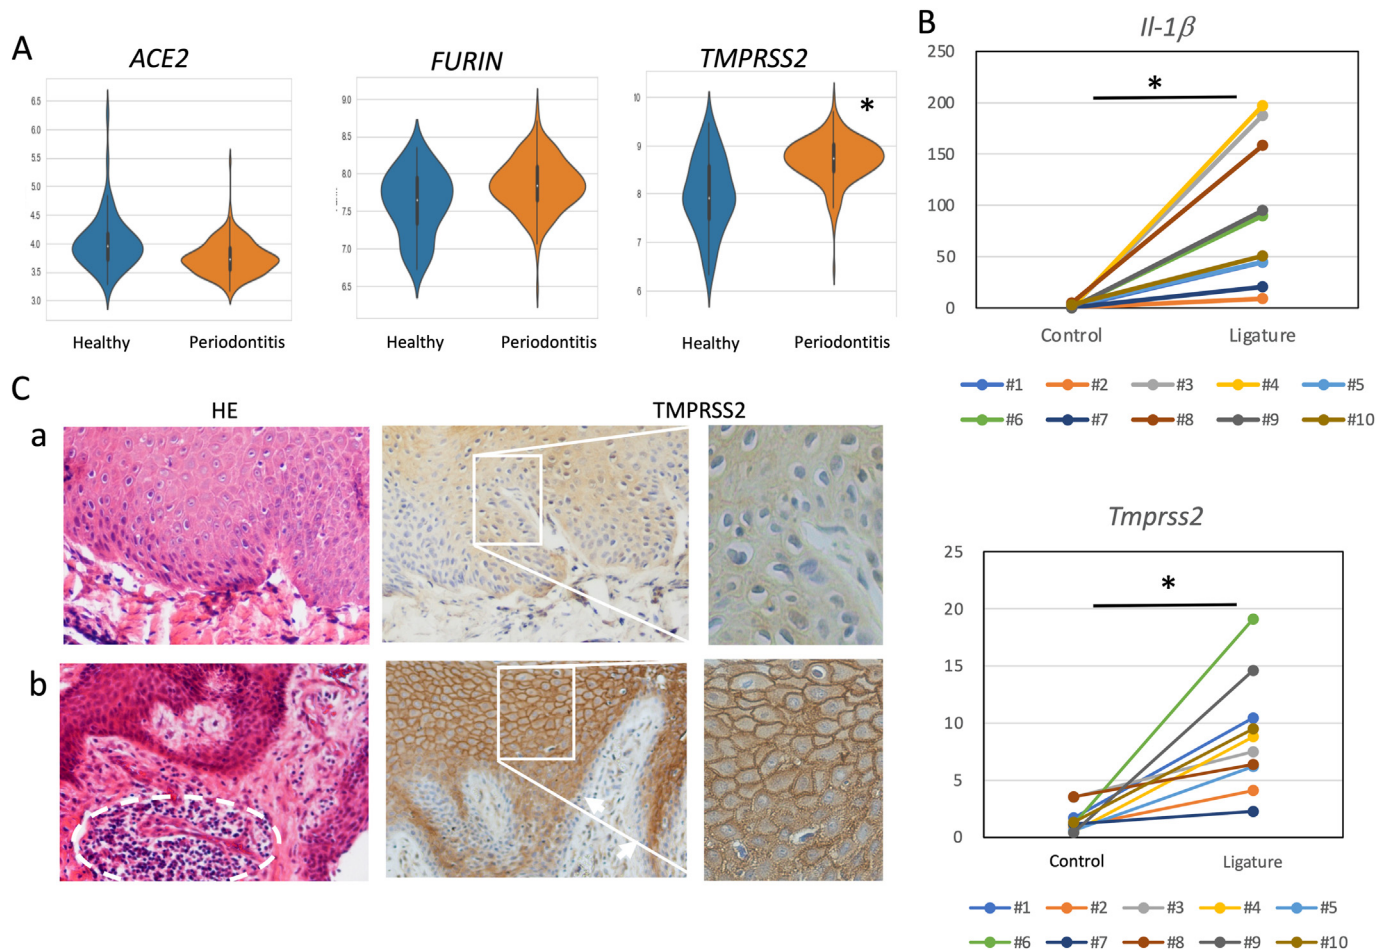 A
ACE2
FURIN
TMPRSS2
6.5
6.0
5.5
5.0
4.5
4.0
3.5
3.0
Healthy
Periodontitis
9.0
8.5
8.0
7.5
7.0
6.5
Healthy
Periodontitis
10
9
8
7
6
*
Healthy
Periodontitis
B
Il-1β
250
200
150
100
50
0
*
Control
Ligature
#1 #2 #3 #4 #5
#6 #7 #8 #9 #10
C
HE
TMPRSS2
a
b
Tmprss2
25
20
15
10
5
0
*
Control
Ligature
#1 #2 #3 #4 #5
#6 #7 #8 #9 #10